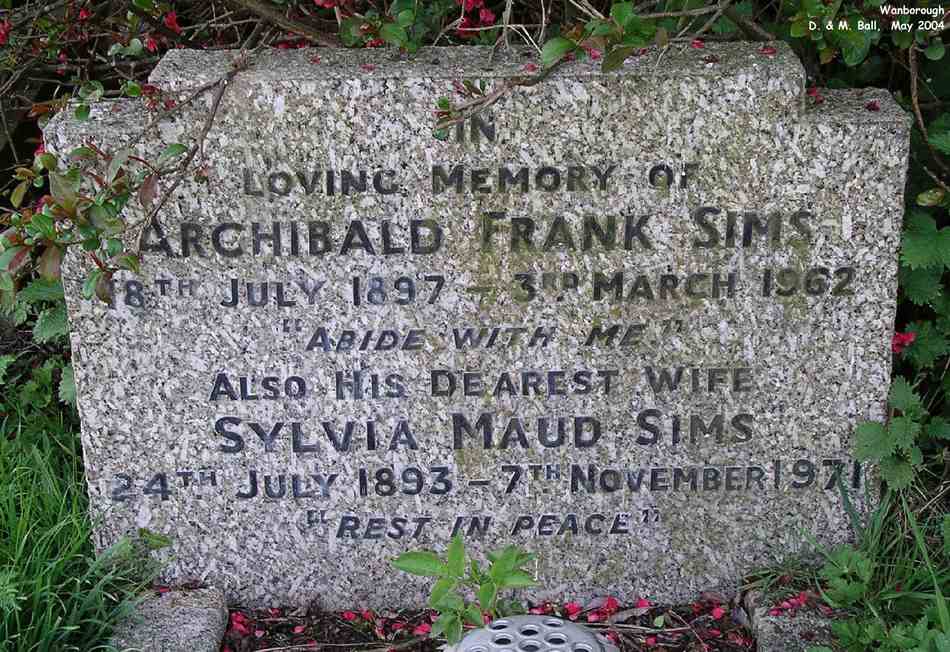 Wanborough
D. & M. Ball, May 2004
IN
LOVING MEMORY OF
ARCHIBALD FRANK SIMS
18TH JULY 1897 – 3RD MARCH 1962
"ABIDE WITH ME"
ALSO HIS DEAREST WIFE
SYLVIA MAUD SIMS
24TH JULY 1893 – 7TH NOVEMBER 1971
"REST IN PEACE"